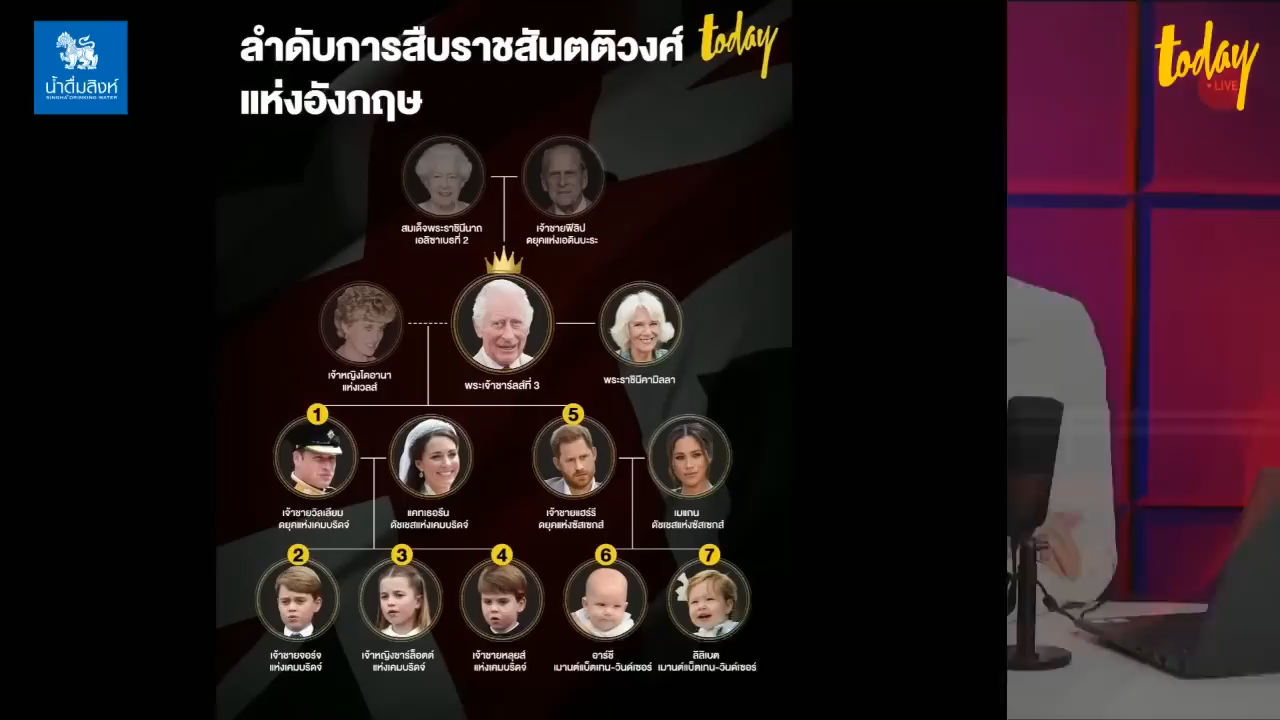 น้ำดื่มสิงห์
SINGHA DRINKING WATER
ลำดับการสืบราชสันตติวงศ์
แห่งอังกฤษ
today
today
LIVE
สมเด็จพระราชินีนาถ
เอลิซาเบธที่ 2
เจ้าชายฟิลิป
ดยุคแห่งเอดินบะระ
เจ้าหญิงไดอานา
แห่งเวลส์
พระเจ้าชาร์ลส์ที่ 3
พระราชินีคามิลลา
1
5
เจ้าชายวิลเลียม
ดยุคแห่งเคมบริดจ์
แคทเธอรีน
ดัชเชสแห่งเคมบริดจ์
เจ้าชายแฮร์รี
ดยุคแห่งซัสเซกส์
เมแกน
ดัชเชสแห่งซัสเซกส์
2
3
4
6
7
เจ้าชายจอร์จ
แห่งเคมบริดจ์
เจ้าหญิงชาร์ล็อตต์
แห่งเคมบริดจ์
เจ้าชายหลุยส์
แห่งเคมบริดจ์
อาร์ชี
เมานต์แบ็ตเทน-วินด์เซอร์
ลิลิเบต
เมานต์แบ็ตเทน-วินด์เซอร์